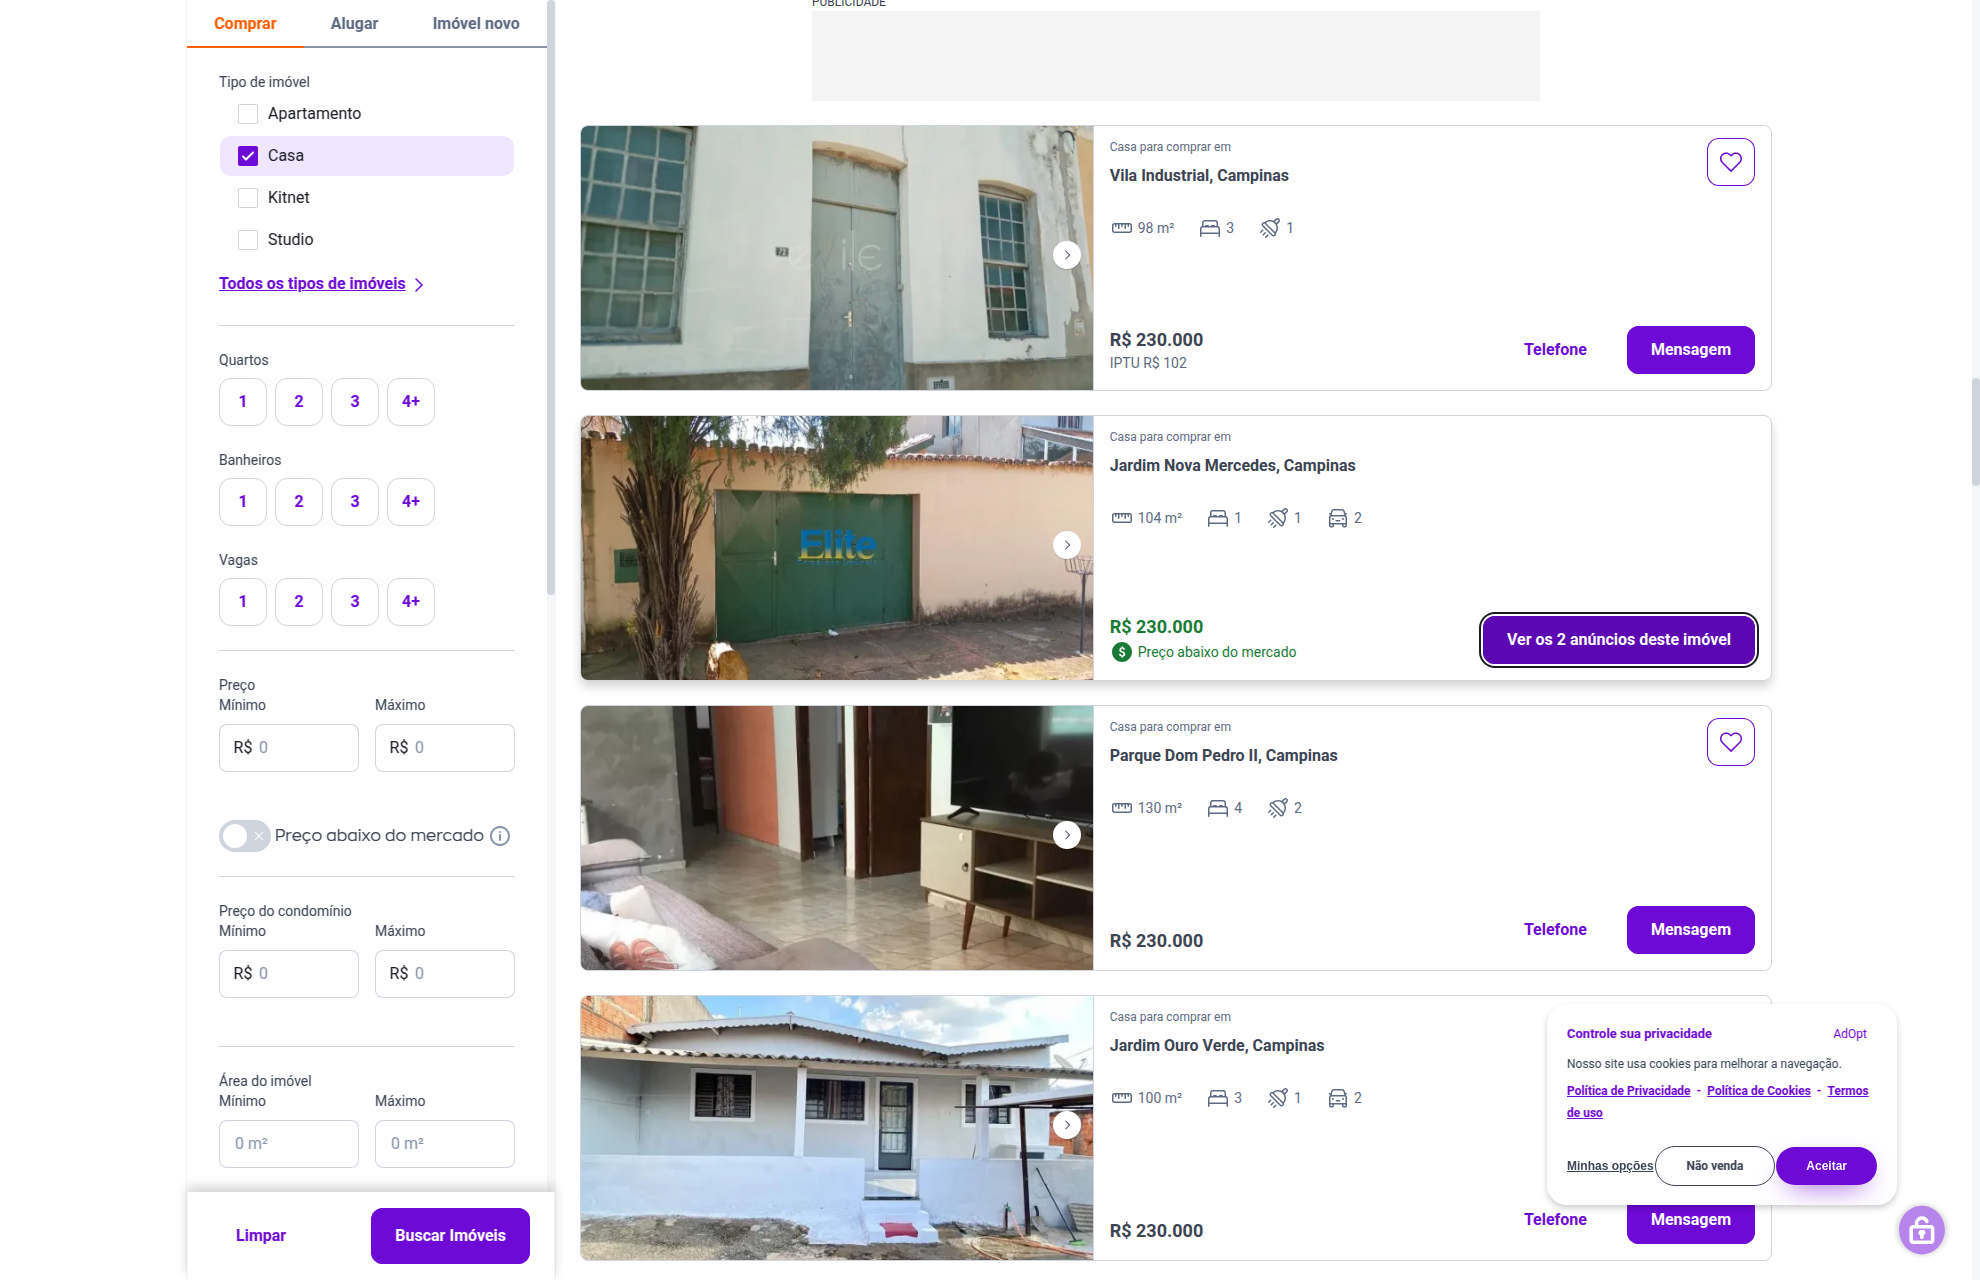 Comprar
Alugar
Imóvel novo
Tipo de imóvel
Apartamento
Casa
Kitnet
Studio
Todos os tipos de imóveis
Quartos
1
2
3
4+
Banheiros
1
2
3
4+
Vagas
1
2
3
4+
Preço
Mínimo
Máximo
R$ 0
R$ 0
Preço abaixo do mercado
Preço do condomínio
Mínimo
Máximo
R$ 0
R$ 0
Área do imóvel
Mínimo
Máximo
0 m²
0 m²
Limpar
Buscar Imóveis
PUBLICIDADE
Casa para comprar em
Vila Industrial, Campinas
98 m²
3
1
R$ 230.000
IPTU R$ 102
Telefone
Mensagem
Elite
Casa para comprar em
Jardim Nova Mercedes, Campinas
104 m²
1
1
2
R$ 230.000
$ Preço abaixo do mercado
Ver os 2 anúncios deste imóvel
Casa para comprar em
Parque Dom Pedro II, Campinas
130 m²
4
2
R$ 230.000
Telefone
Mensagem
Casa para comprar em
Jardim Ouro Verde, Campinas
100 m²
3
1
2
R$ 230.000
Telefone
Mensagem
Controle sua privacidade
AdOpt
Nosso site usa cookies para melhorar a navegação.
Política de Privacidade - Política de Cookies - Termos
de uso
Minhas opções
Não venda
Aceitar